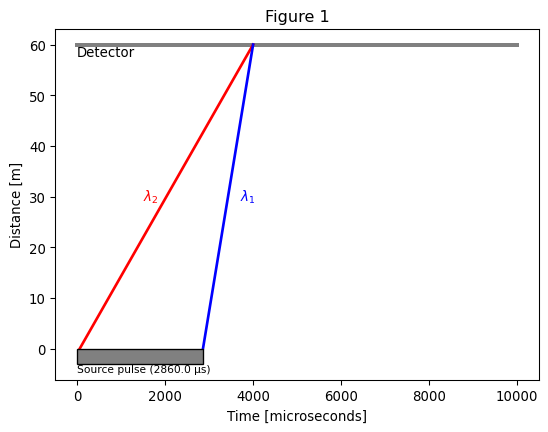 Figure 1
60
Detector
50
40
Distance [m]
30
λ2
λ1
20
10
0
Source pulse (2860.0 μs)
0 2000 4000 6000 8000 10000
Time [microseconds]